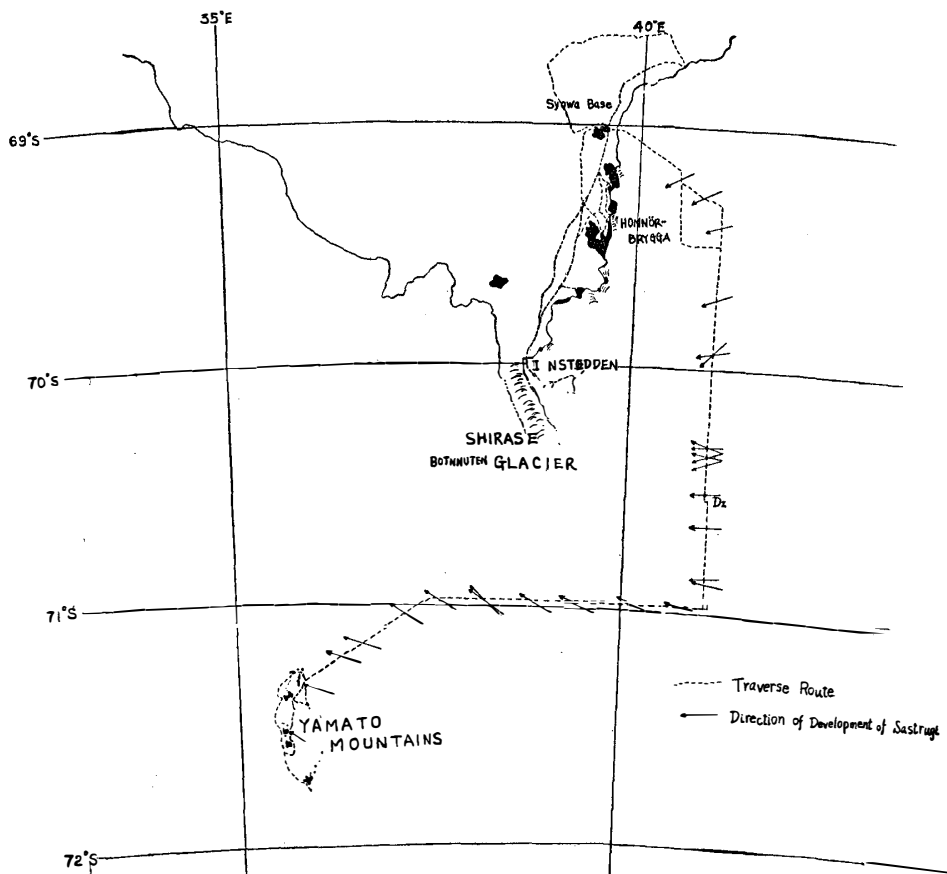 35°E
40°E
Syowa Base
69°S
HONNÖR-
BRYGGA
70°S
INSTEDDEN
SHIRASE
BOTNNUTEN GLACIER
Dz
71°S
Traverse Route
YAMATO
MOUNTAINS
Direction of Development of Sastrugi
72°S